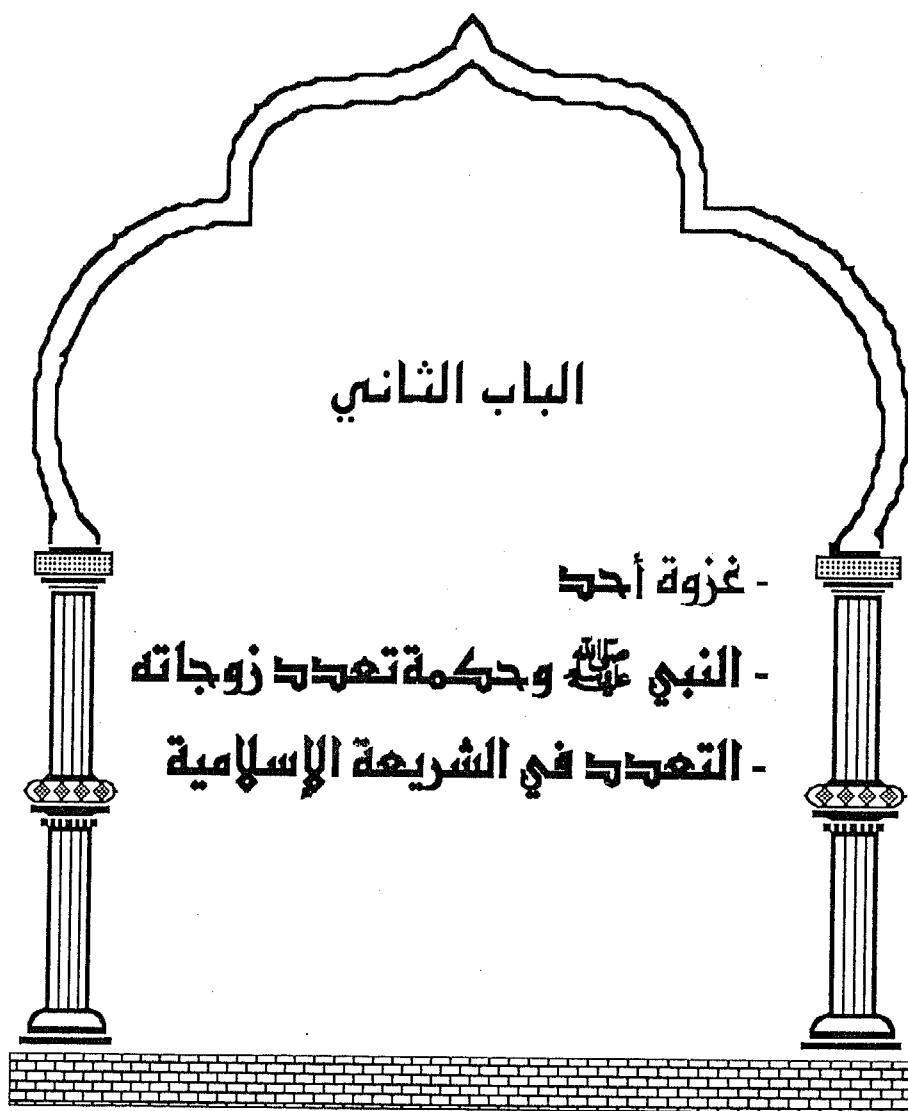 الباب الثاني
- غزوة أحد
- النبي ﷺ وحكمة تعدد زوجاته
- التعدد في الشريعة الإسلامية